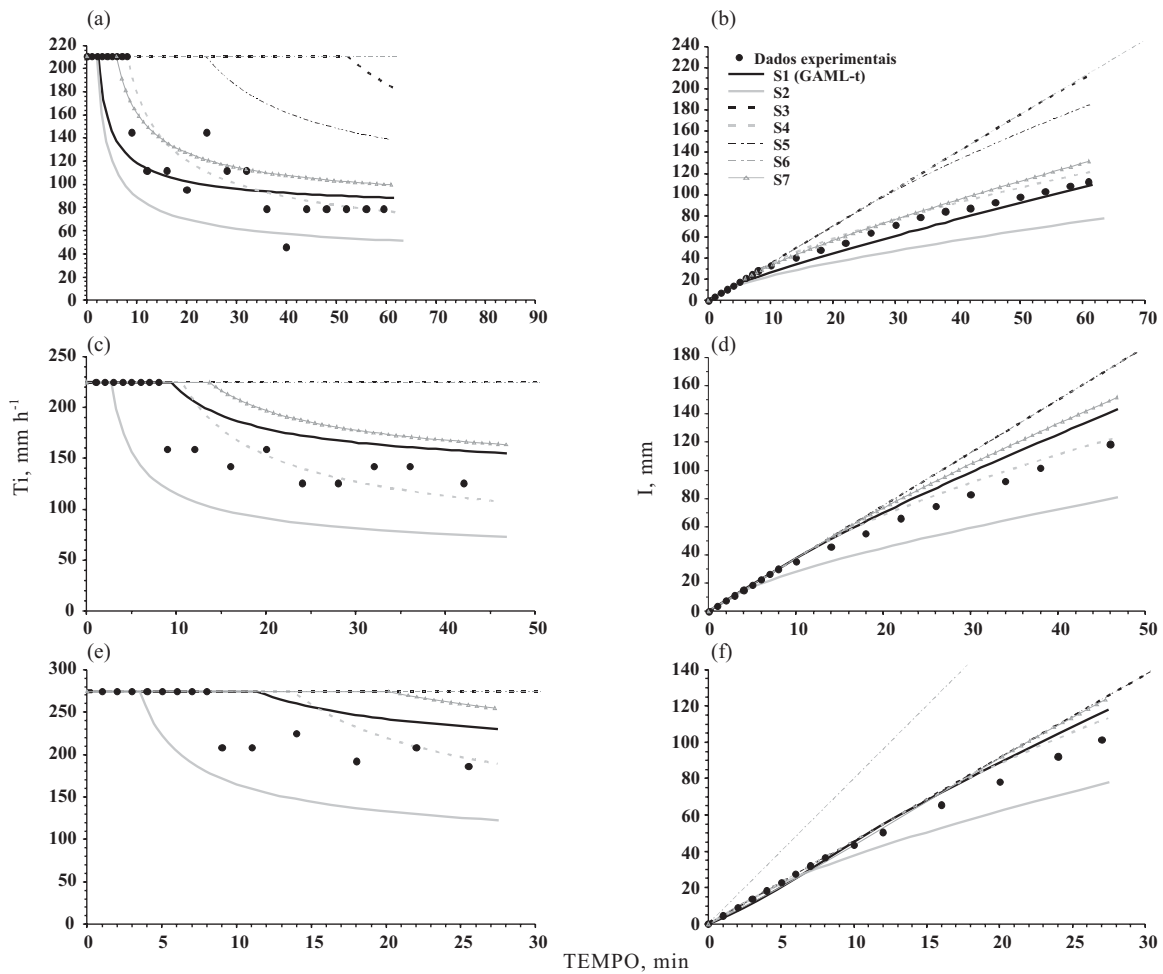 (a)
220
200
180
160
140
120
100
80
60
40
20
0
0 10 20 30 40 50 60 70 80 90
(b)
240
220
200
180
160
140
120
100
80
60
40
20
0
0 10 20 30 40 50 60 70
Dados experimentais
S1 (GAML-t)
S2
S3
S4
S5
S6
S7
(c)
250
200
150
100
50
0
0 10 20 30 40 50
Ti, mm h⁻¹
(d)
180
160
140
120
100
80
60
40
20
0
0 10 20 30 40 50
I, mm
(e)
300
250
200
150
100
50
0
0 5 10 15 20 25 30
(f)
140
120
100
80
60
40
20
0
0 5 10 15 20 25 30
TEMPO, min